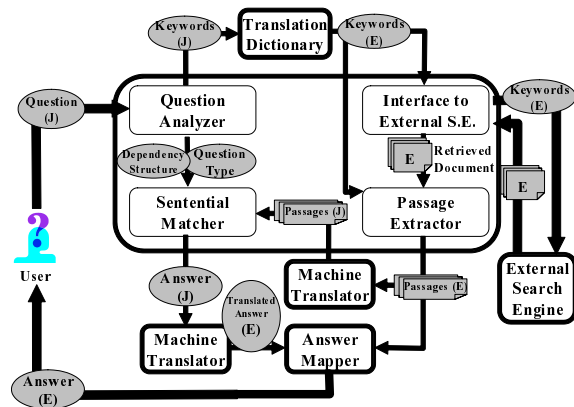 Keywords
(J)
Translation
Dictionary
Keywords
(E)
Question
(J)
Question
Analyzer
Interface to
External S.E.
Keywords
(E)
Dependency
Structure
Question
Type
E
Retrieved
Document
E
Sentential
Matcher
Passages (J)
Passage
Extractor
?
User
Answer
(J)
Translated
Answer
(E)
Machine
Translator
Passages (E)
External
Search
Engine
Machine
Translator
Answer
Mapper
Answer
(E)